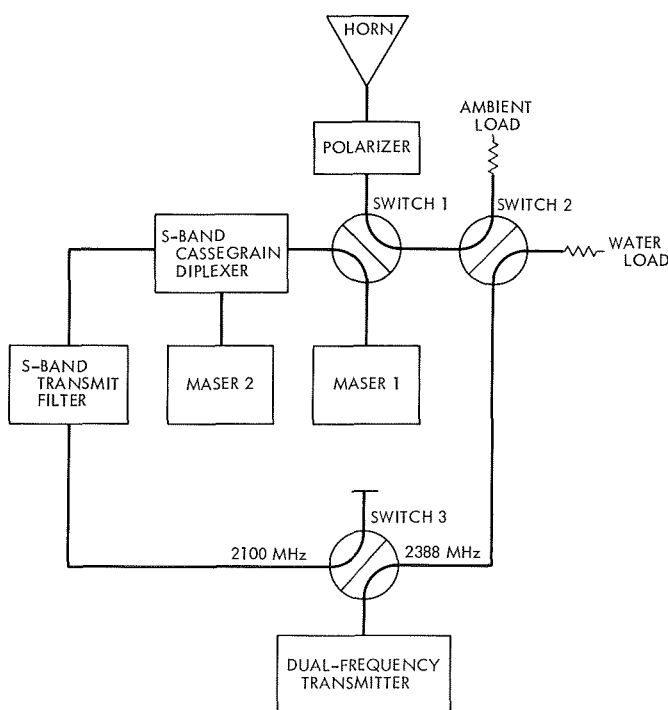 HORN
AMBIENT
LOAD
POLARIZER
SWITCH 1
SWITCH 2
S-BAND
CASSEGRAIN
DIPLEXER
WATER
LOAD
S-BAND
TRANSMIT
FILTER
MASER 2
MASER 1
SWITCH 3
2100 MHz
2388 MHz
DUAL-FREQUENCY
TRANSMITTER